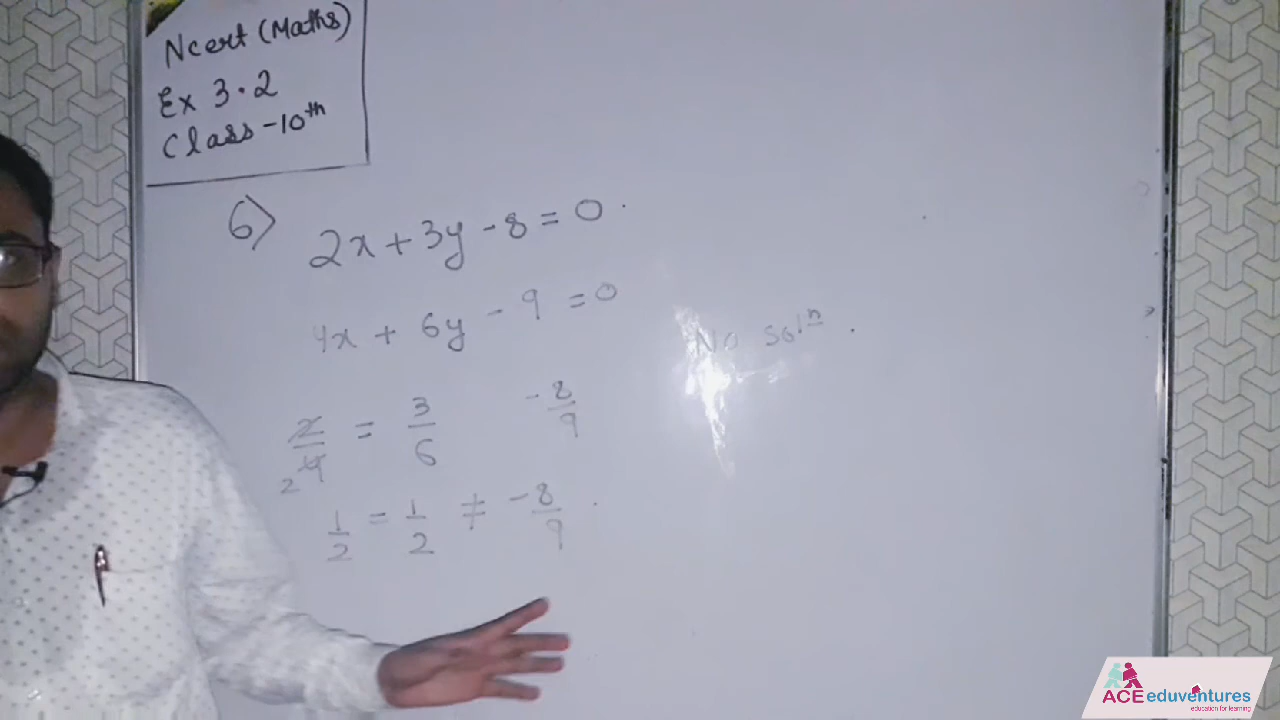 Ncert (Maths)
Ex 3.2
Class-10th
6>
2x + 3y - 8 = 0.
4x + 6y - 9 = 0
No Solⁿ.
2/4 = 3/6 -8/9
2
1/2 = 1/2 ≠ -8/9.
ACE eduventures
education for learning